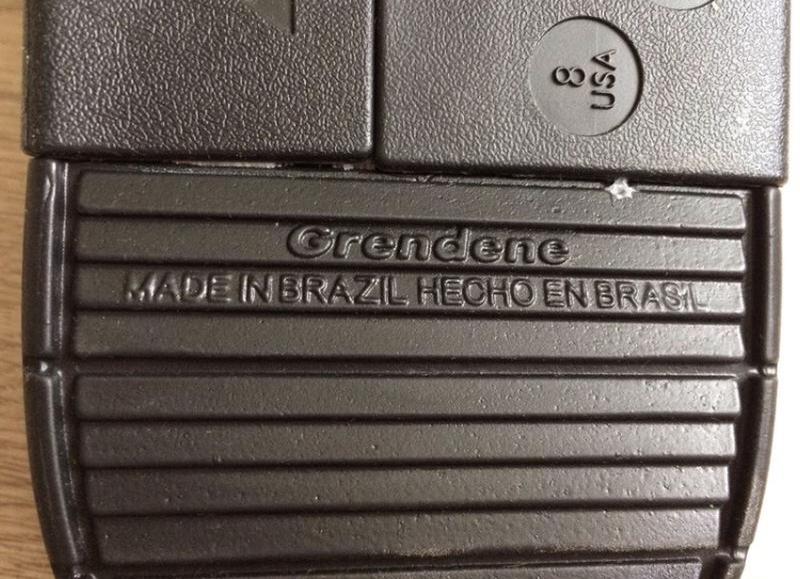 8
USA
Grendene
MADE IN BRAZIL HECHO EN BRASIL